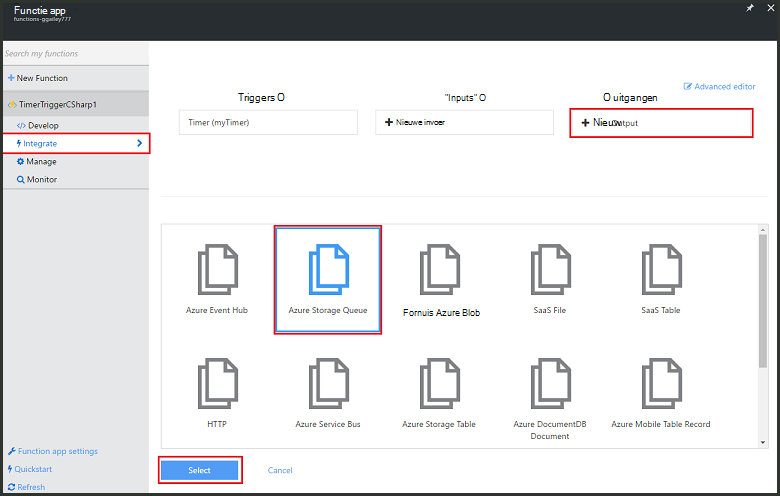 Functie app
functions-ggailey777
Search my functions
New Function
TimerTriggerCSharp1
</> Develop
Integrate
Manage
Monitor
Function app settings
Quickstart
Refresh
Advanced editor
Triggers O
"Inputs" O
O uitgangen
Timer (myTimer)
Nieuwe invoer
Nieuw Output
Azure Event Hub
Azure Storage Queue
Fornuis Azure Blob
SaaS File
SaaS Table
HTTP
Azure Service Bus
Azure Storage Table
Azure DocumentDB
Document
Azure Mobile Table Record
Select
Cancel